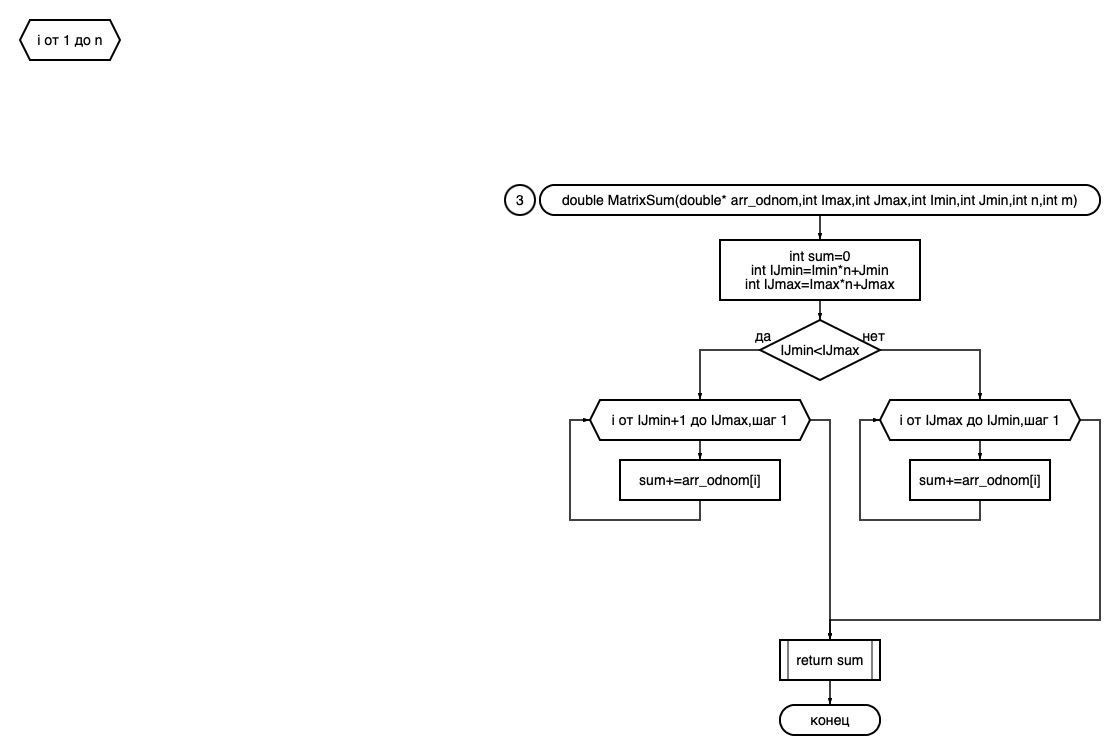 i от 1 до n
3
double MatrixSum(double* arr_odnom,int Imax,int Jmax,int Imin,int Jmin,int n,int m)
int sum=0
int IJmin=Imin*n+Jmin
int IJmax=Imax*n+Jmax
да
нет
IJmin<IJmax
i от IJmin+1 до IJmax,шаг 1
i от IJmax до IJmin,шаг 1
sum+=arr_odnom[i]
sum+=arr_odnom[i]
return sum
конец